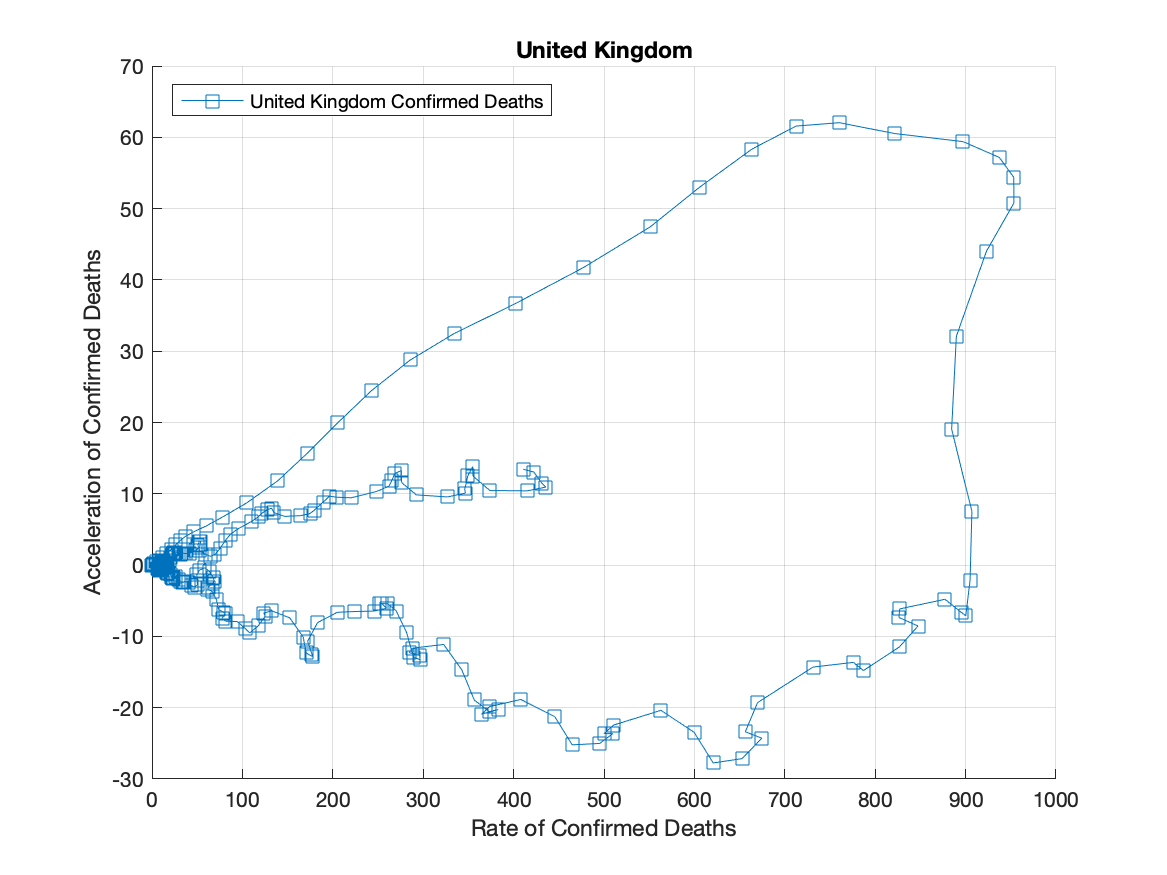 United Kingdom
70
United Kingdom Confirmed Deaths
60
50
40
30
20
10
0
-10
-20
-30
Acceleration of Confirmed Deaths
0 100 200 300 400 500 600 700 800 900 1000
Rate of Confirmed Deaths